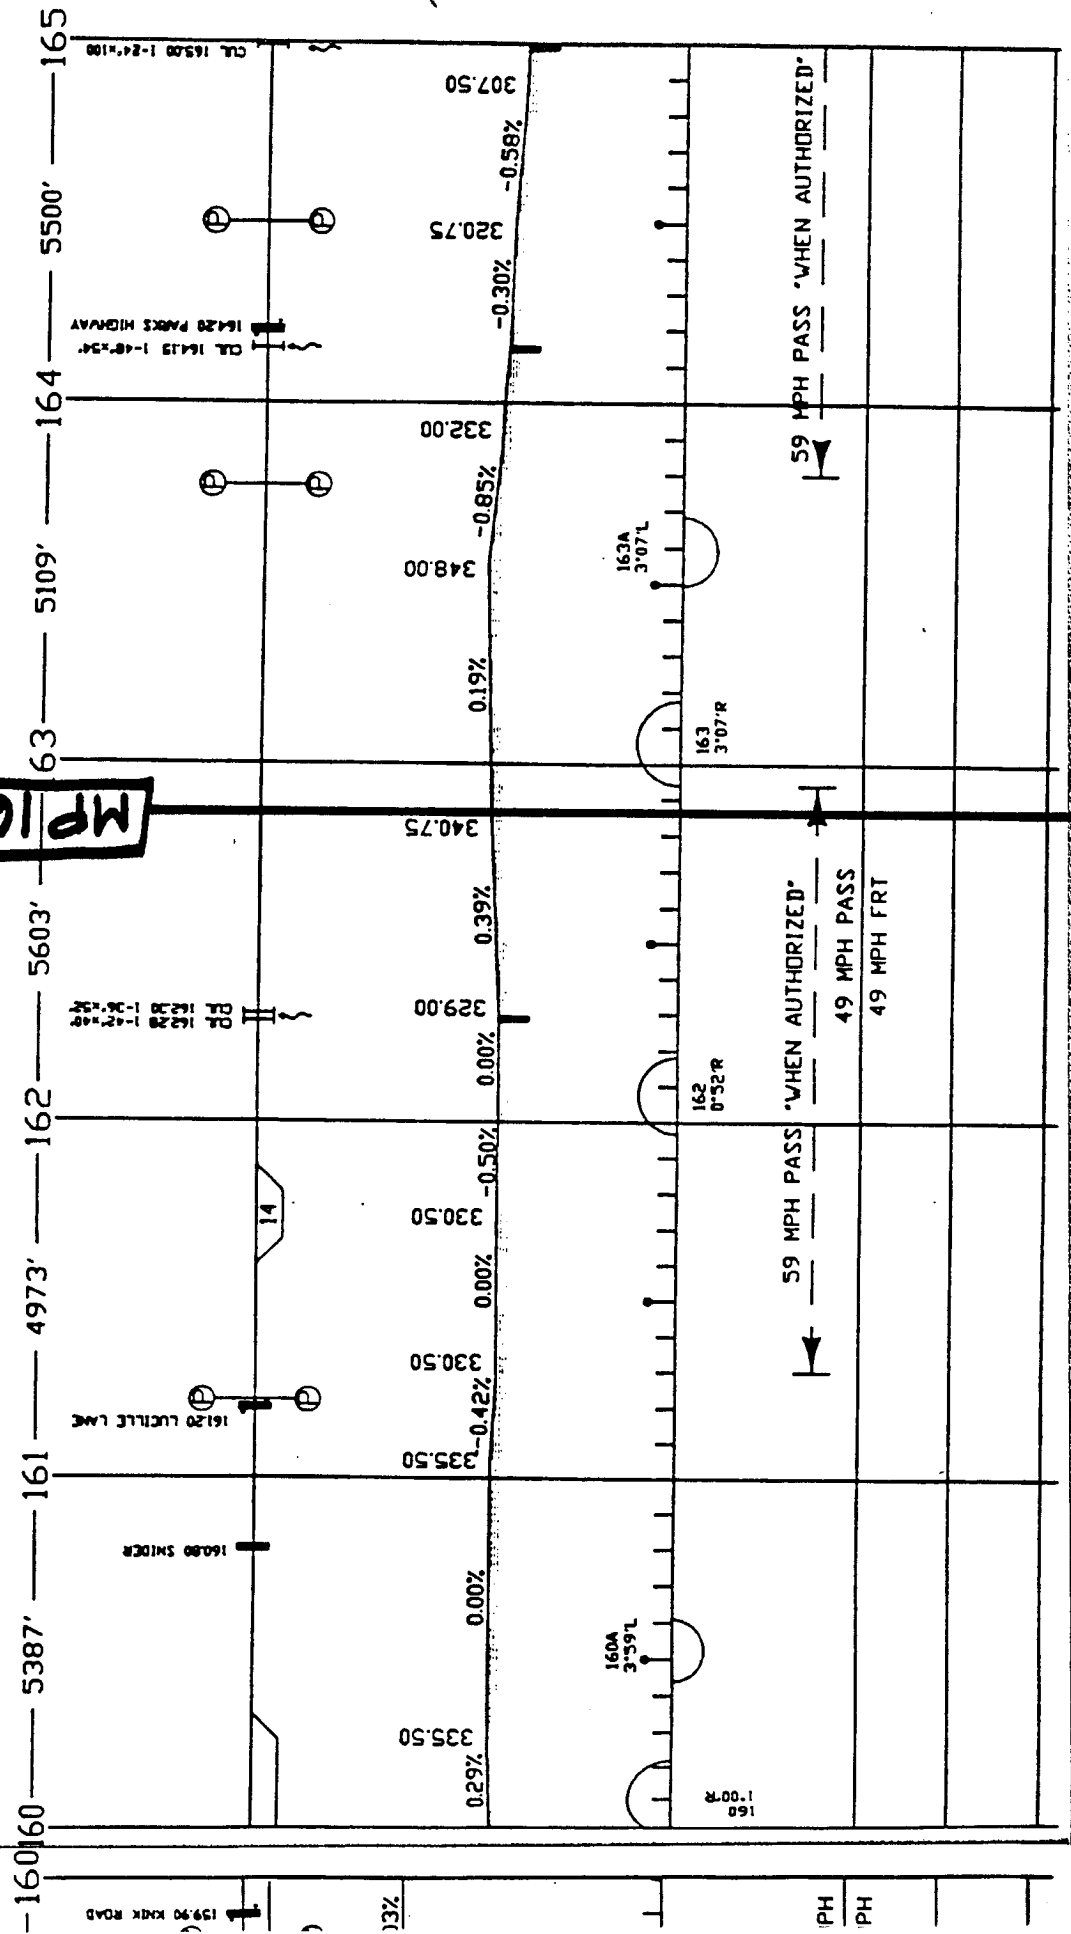 160
160
5387'
161
4973'
162
5603'
63
5109'
164
5500'
165
159.90 KNIK ROAD
160.80 SNIDER
161.20 LUCILLE LANE
CUL 162.20 1-42"x40'
CUL 162.30 1-36"x52'
CUL 164.15 1-48"x54'
164.20 PARKS HIGHWAY
CUL 165.00 1-24"x100
14
P
P
P
P
P
P
335.50
335.50
330.50
330.50
329.00
340.75
348.00
332.00
320.75
307.50
03%
0.29%
0.00%
-0.42%
0.00%
-0.50%
0.00%
0.39%
0.19%
-0.85%
-0.30%
-0.58%
160
1°00'R
160A
3°59'L
162
0°52'R
163
3°07'R
163A
3°07'L
59 MPH PASS "WHEN AUTHORIZED"
59 MPH PASS "WHEN AUTHORIZED"
49 MPH PASS
49 MPH FRT
PH
PH